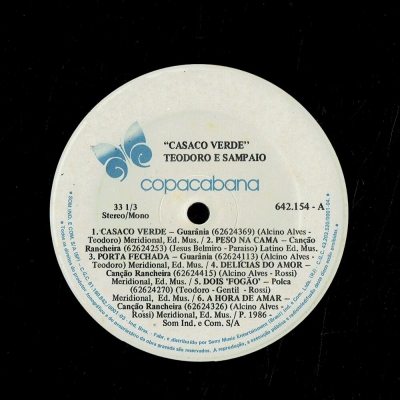 "CASACO VERDE"
TEODORO E SAMPAIO
copacabana
33 1/3
Stereo/Mono
642.154 - A
1. CASACO VERDE — Guarânia (62624369) (Alcino Alves -
Teodoro) Meridional, Ed. Mus. / 2. PESO NA CAMA — Canção
Rancheira (62624253) (Jesus Belmiro - Paraiso) Latino Ed. Mus.
/ 3. PORTA FECHADA — Guarânia (62624113) (Alcino Alves -
Teodoro) Meridional, Ed. Mus. / 4. DELÍCIAS DO AMOR —
Canção Rancheira (62624415) (Alcino Alves - Rossi)
Meridional, Ed. Mus. / 5. DOIS "FOGÃO" — Polca
(62624270) (Teodoro - Gentil - Rossi)
Meridional, Ed. Mus. / 6. A HORA DE AMAR —
Canção Rancheira (62624326) (Alcino Alves -
Rossi) Meridional, Ed. Mus. / P. 1986 -
Som Ind. e Com. S/A